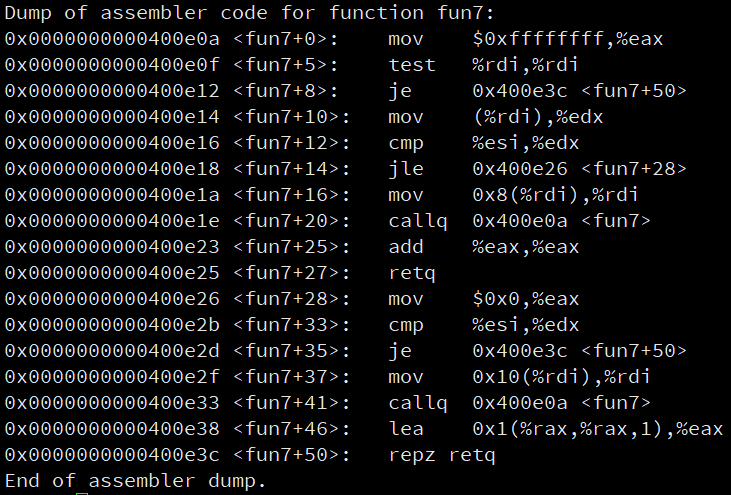 Dump of assembler code for function fun7:
0x0000000000400e0a <fun7+0>:   mov    $0xffffffff,%eax
0x0000000000400e0f <fun7+5>:   test   %rdi,%rdi
0x0000000000400e12 <fun7+8>:   je     0x400e3c <fun7+50>
0x0000000000400e14 <fun7+10>:  mov    (%rdi),%edx
0x0000000000400e16 <fun7+12>:  cmp    %esi,%edx
0x0000000000400e18 <fun7+14>:  jle    0x400e26 <fun7+28>
0x0000000000400e1a <fun7+16>:  mov    0x8(%rdi),%rdi
0x0000000000400e1e <fun7+20>:  callq  0x400e0a <fun7>
0x0000000000400e23 <fun7+25>:  add    %eax,%eax
0x0000000000400e25 <fun7+27>:  retq
0x0000000000400e26 <fun7+28>:  mov    $0x0,%eax
0x0000000000400e2b <fun7+33>:  cmp    %esi,%edx
0x0000000000400e2d <fun7+35>:  je     0x400e3c <fun7+50>
0x0000000000400e2f <fun7+37>:  mov    0x10(%rdi),%rdi
0x0000000000400e33 <fun7+41>:  callq  0x400e0a <fun7>
0x0000000000400e38 <fun7+46>:  lea    0x1(%rax,%rax,1),%eax
0x0000000000400e3c <fun7+50>:  repz retq
End of assembler dump.